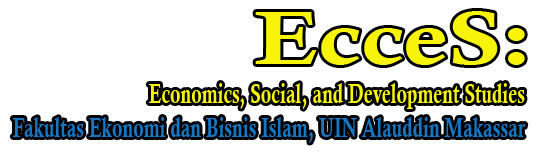 EcceS:
Economics, Social, and Development Studies
Fakultas Ekonomi dan Bisnis Islam, UIN Alauddin Makassar